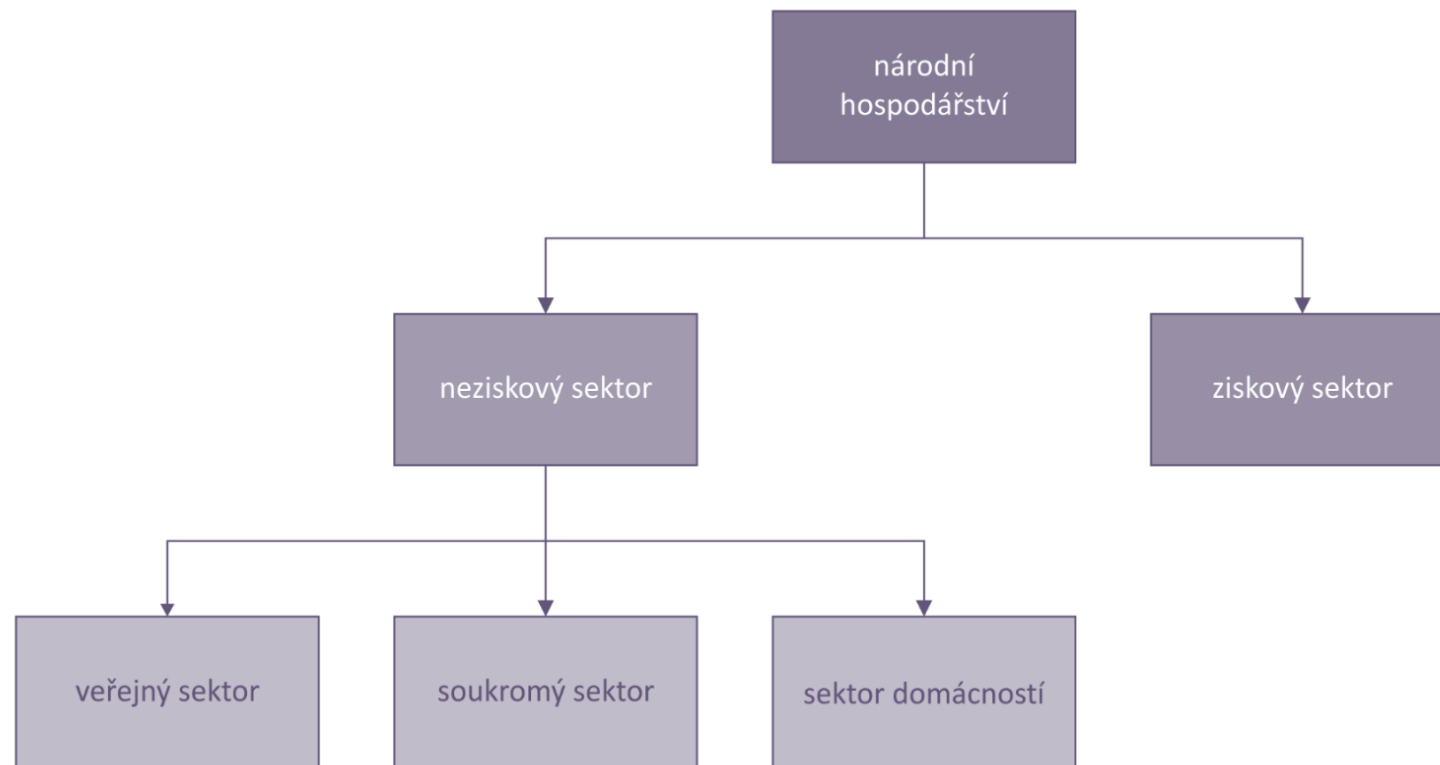 národní
hospodářství
neziskový sektor
ziskový sektor
veřejný sektor
soukromý sektor
sektor domácností